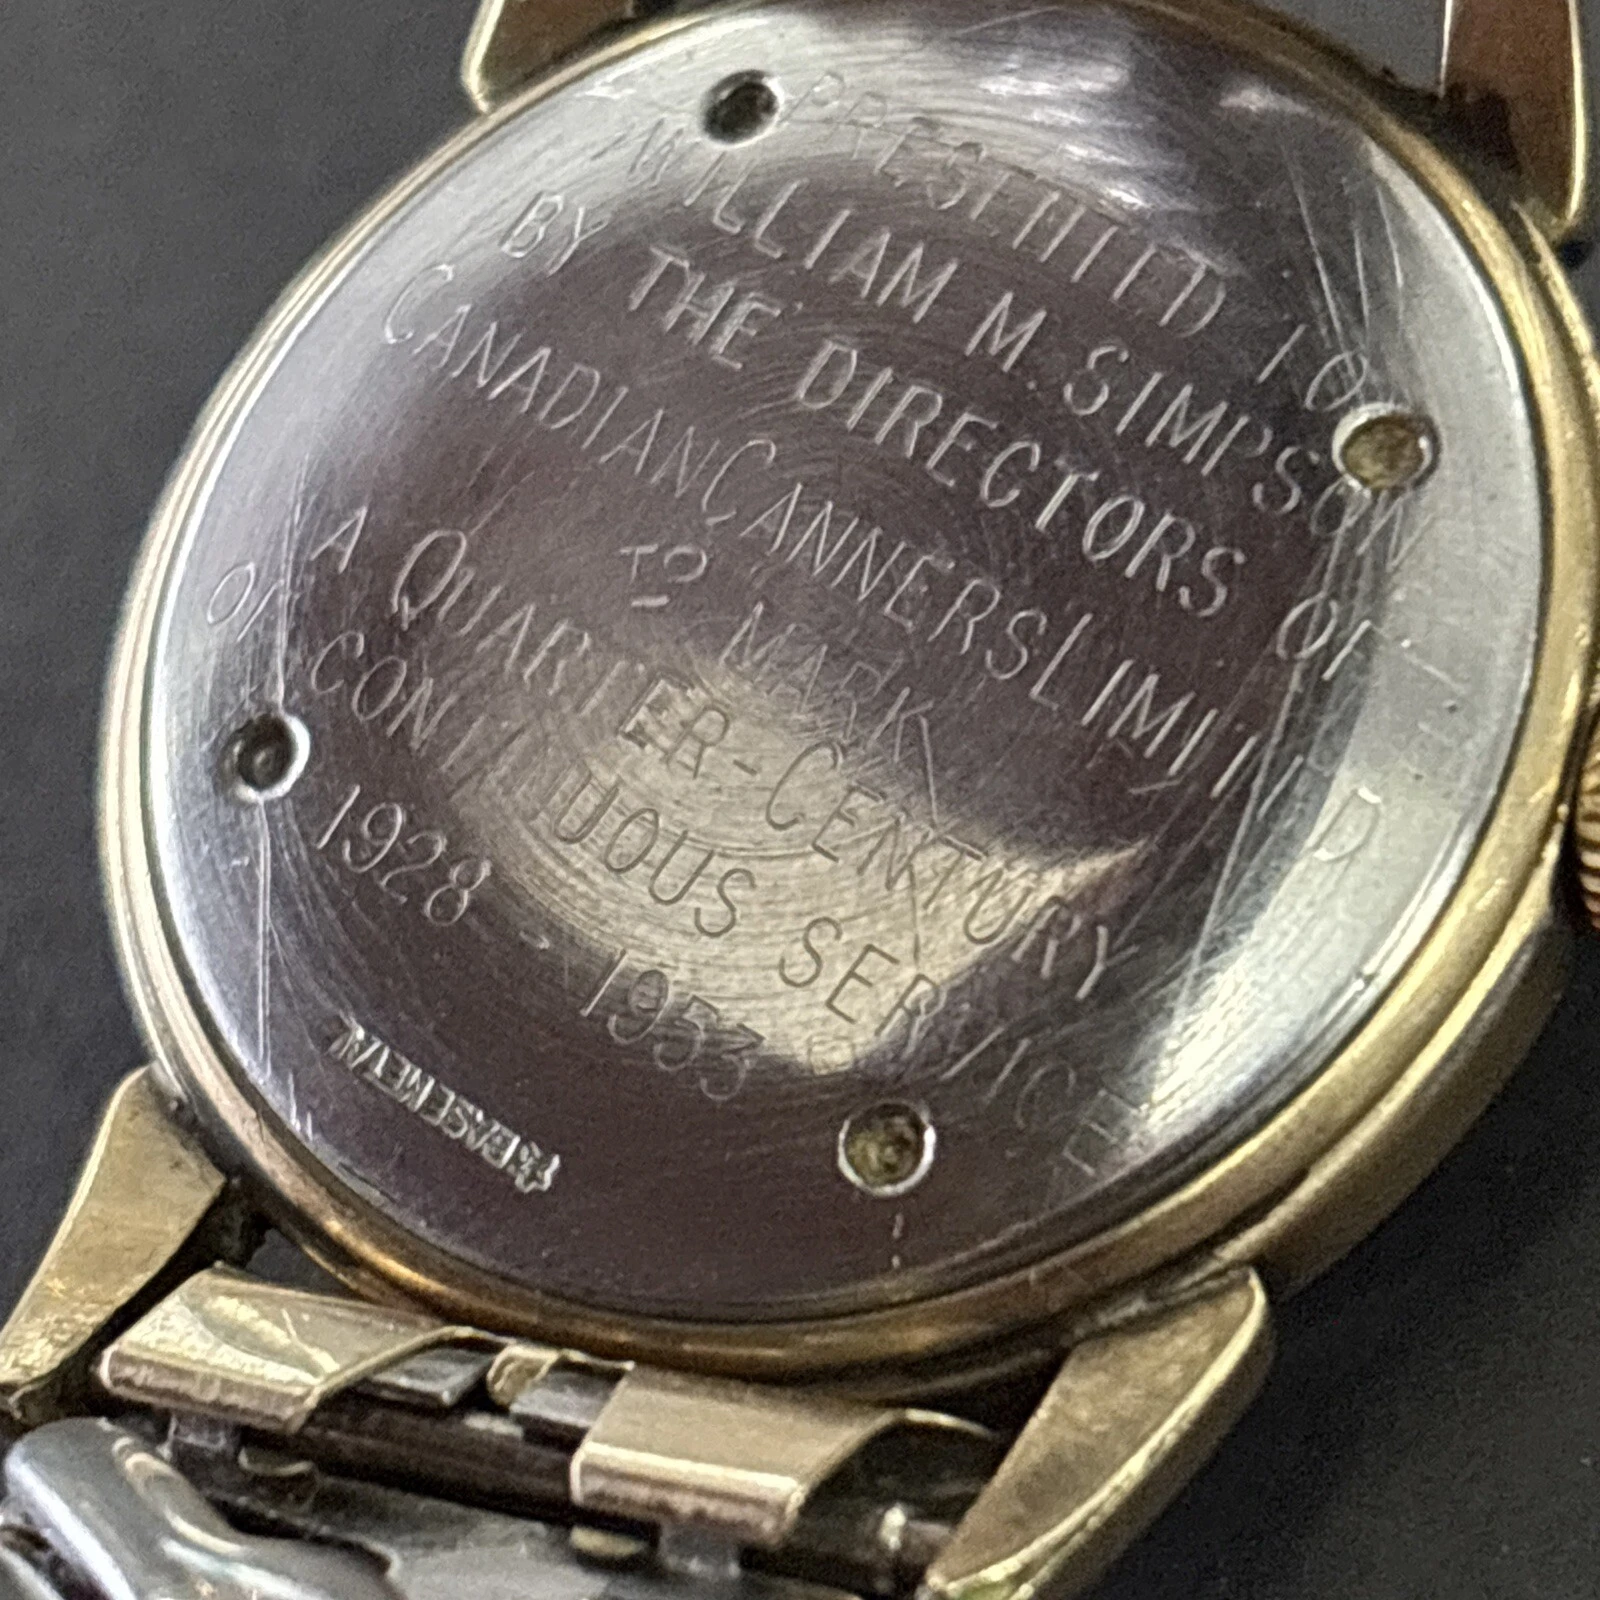 PRESENTED TO
WILLIAM M. SIMPSON
BY THE DIRECTORS OF
CANADIAN CANNERS LIMITED
TO MARK
A QUARTER-CENTURY
OF CONTINUOUS SERVICE
1928 - 1953
BASE METAL